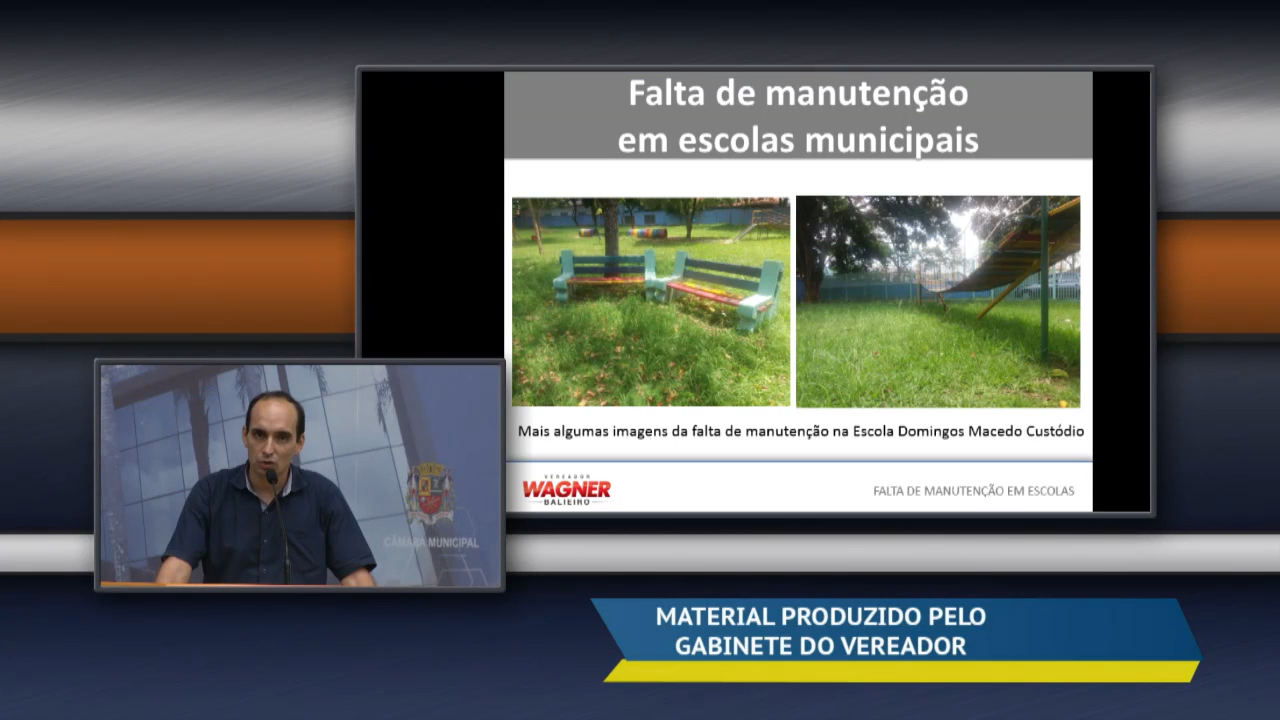 Falta de manutenção
em escolas municipais
Mais algumas imagens da falta de manutenção na Escola Domingos Macedo Custódio
VEREADOR
WAGNER
BALIEIRO
FALTA DE MANUTENÇÃO EM ESCOLAS
CÂMARA MUNICIPAL
MATERIAL PRODUZIDO PELO
GABINETE DO VEREADOR